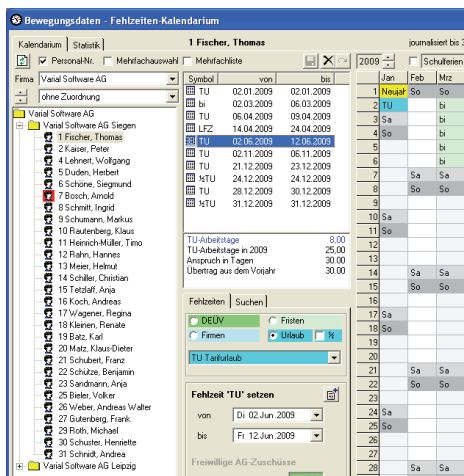 Bewegungsdaten - Fehlzeiten-Kalendarium
Kalendarium Statistik 1 Fischer, Thomas journalisiert bis 3
Personal-Nr. Mehrfachauswahl Mehrfachliste 2009 Schulferien
Firma Varial Software AG
ohne Zuordnung
Varial Software AG
Varial Software AG Siegen
1 Fischer, Thomas
2 Kaiser, Peter
4 Lehnert, Wolfgang
5 Duden, Herbert
6 Schöne, Siegmund
7 Bosch, Arnold
8 Schmitt, Ingrid
9 Schumann, Markus
10 Rautenberg, Klaus
11 Heinrich-Müller, Timo
12 Rahn, Hannes
13 Meier, Helmut
14 Schiller, Christian
15 Tetzlaff, Anja
16 Koch, Andreas
17 Wagener, Regina
18 Kleinen, Renate
19 Batz, Karl
20 Matz, Klaus-Dieter
21 Schubert, Franz
22 Schütze, Benjamin
23 Sandmann, Anja
25 Bieler, Volker
26 Weber, Andreas Walter
27 Gutenberg, Frank
29 Roth, Michael
30 Schuster, Henriette
31 Schnidt, Andrea
Varial Software AG Leipzig
Symbol von bis
TU 02.01.2009 02.01.2009
bi 02.03.2009 06.03.2009
TU 06.04.2009 09.04.2009
LFZ 14.04.2009 24.04.2009
TU 02.06.2009 12.06.2009
TU 02.11.2009 06.11.2009
TU 21.12.2009 23.12.2009
½TU 24.12.2009 24.12.2009
TU 28.12.2009 30.12.2009
½TU 31.12.2009 31.12.2009
TU-Arbeitstage 8,00
TU-Arbeitstage in 2009 25,00
Anspruch in Tagen 30.00
Übertrag aus dem Vorjahr 30.00
Fehlzeiten Suchen
DEÜV Fristen
Firmen Urlaub ½
TU Tarifurlaub
Fehlzeit 'TU' setzen
von Di 02.Jun.2009
bis Fr 12.Jun.2009
Freiwillige AG-Zuschüsse
Jan Feb Mrz
1 Neujahr So So
2 TU bi
3 Sa bi
4 So bi
5 bi
6 bi
7 Sa Sa
8 So So
9
10 Sa
11 So
12
13
14 Sa Sa
15 So So
16
17 Sa
18 So
19
20
21 Sa Sa
22 So So
23
24 Sa
25 So
26
27
28 Sa Sa